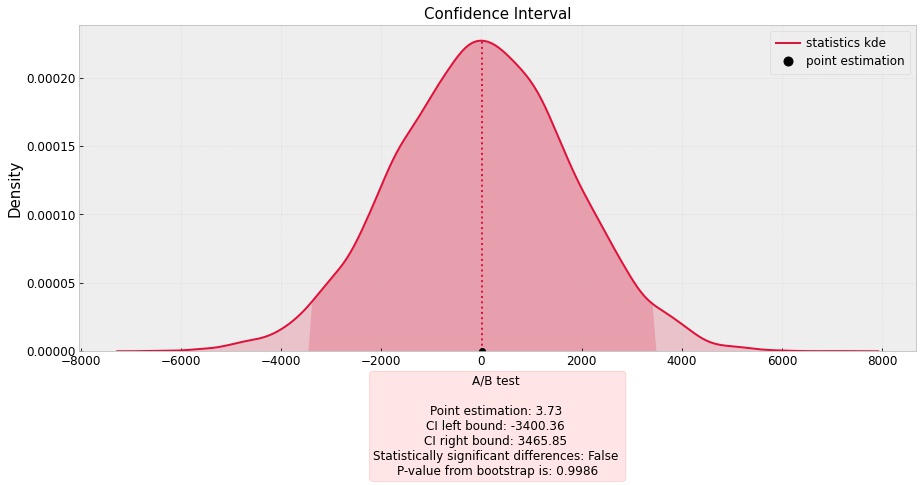 Confidence Interval
statistics kde
point estimation
Density
0.00020
0.00015
0.00010
0.00005
0.00000
−8000 −6000 −4000 −2000 0 2000 4000 6000 8000
A/B test
Point estimation: 3.73
CI left bound: -3400.36
CI right bound: 3465.85
Statistically significant differences: False
P-value from bootstrap is: 0.9986